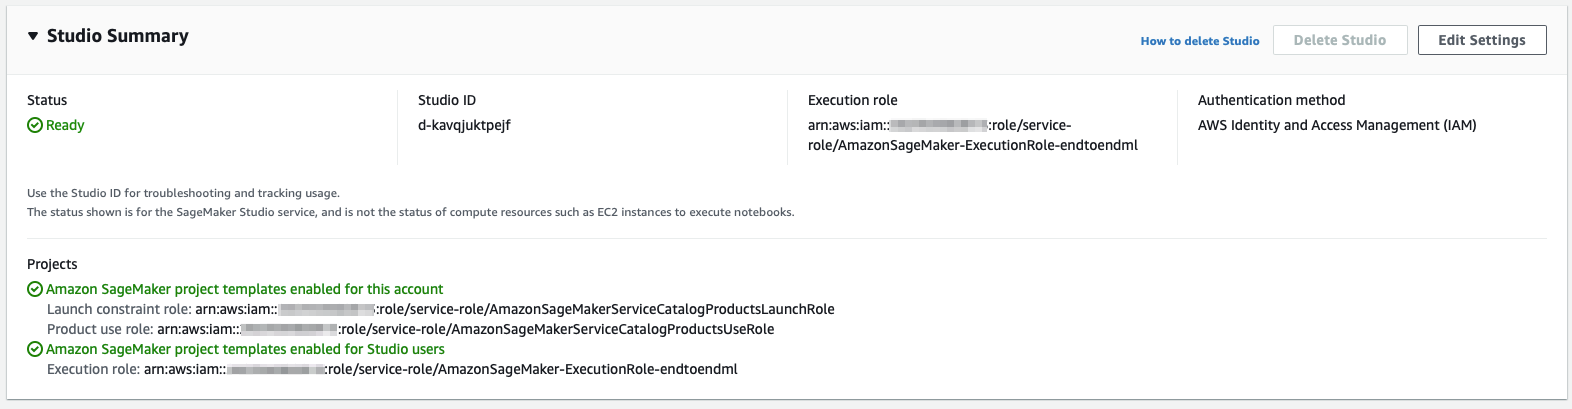 Studio Summary
How to delete Studio
Delete Studio
Edit Settings
Status
Ready
Studio ID
d-kavqjuktpejf
Execution role
arn:aws:iam:: :role/service-
role/AmazonSageMaker-ExecutionRole-endtoendml
Authentication method
AWS Identity and Access Management (IAM)
Use the Studio ID for troubleshooting and tracking usage.
The status shown is for the SageMaker Studio service, and is not the status of compute resources such as EC2 instances to execute notebooks.
Projects
Amazon SageMaker project templates enabled for this account
Launch constraint role: arn:aws:iam:: :role/service-role/AmazonSageMakerServiceCatalogProductsLaunchRole
Product use role: arn:aws:iam:: :role/service-role/AmazonSageMakerServiceCatalogProductsUseRole
Amazon SageMaker project templates enabled for Studio users
Execution role: arn:aws:iam:: :role/service-role/AmazonSageMaker-ExecutionRole-endtoendml